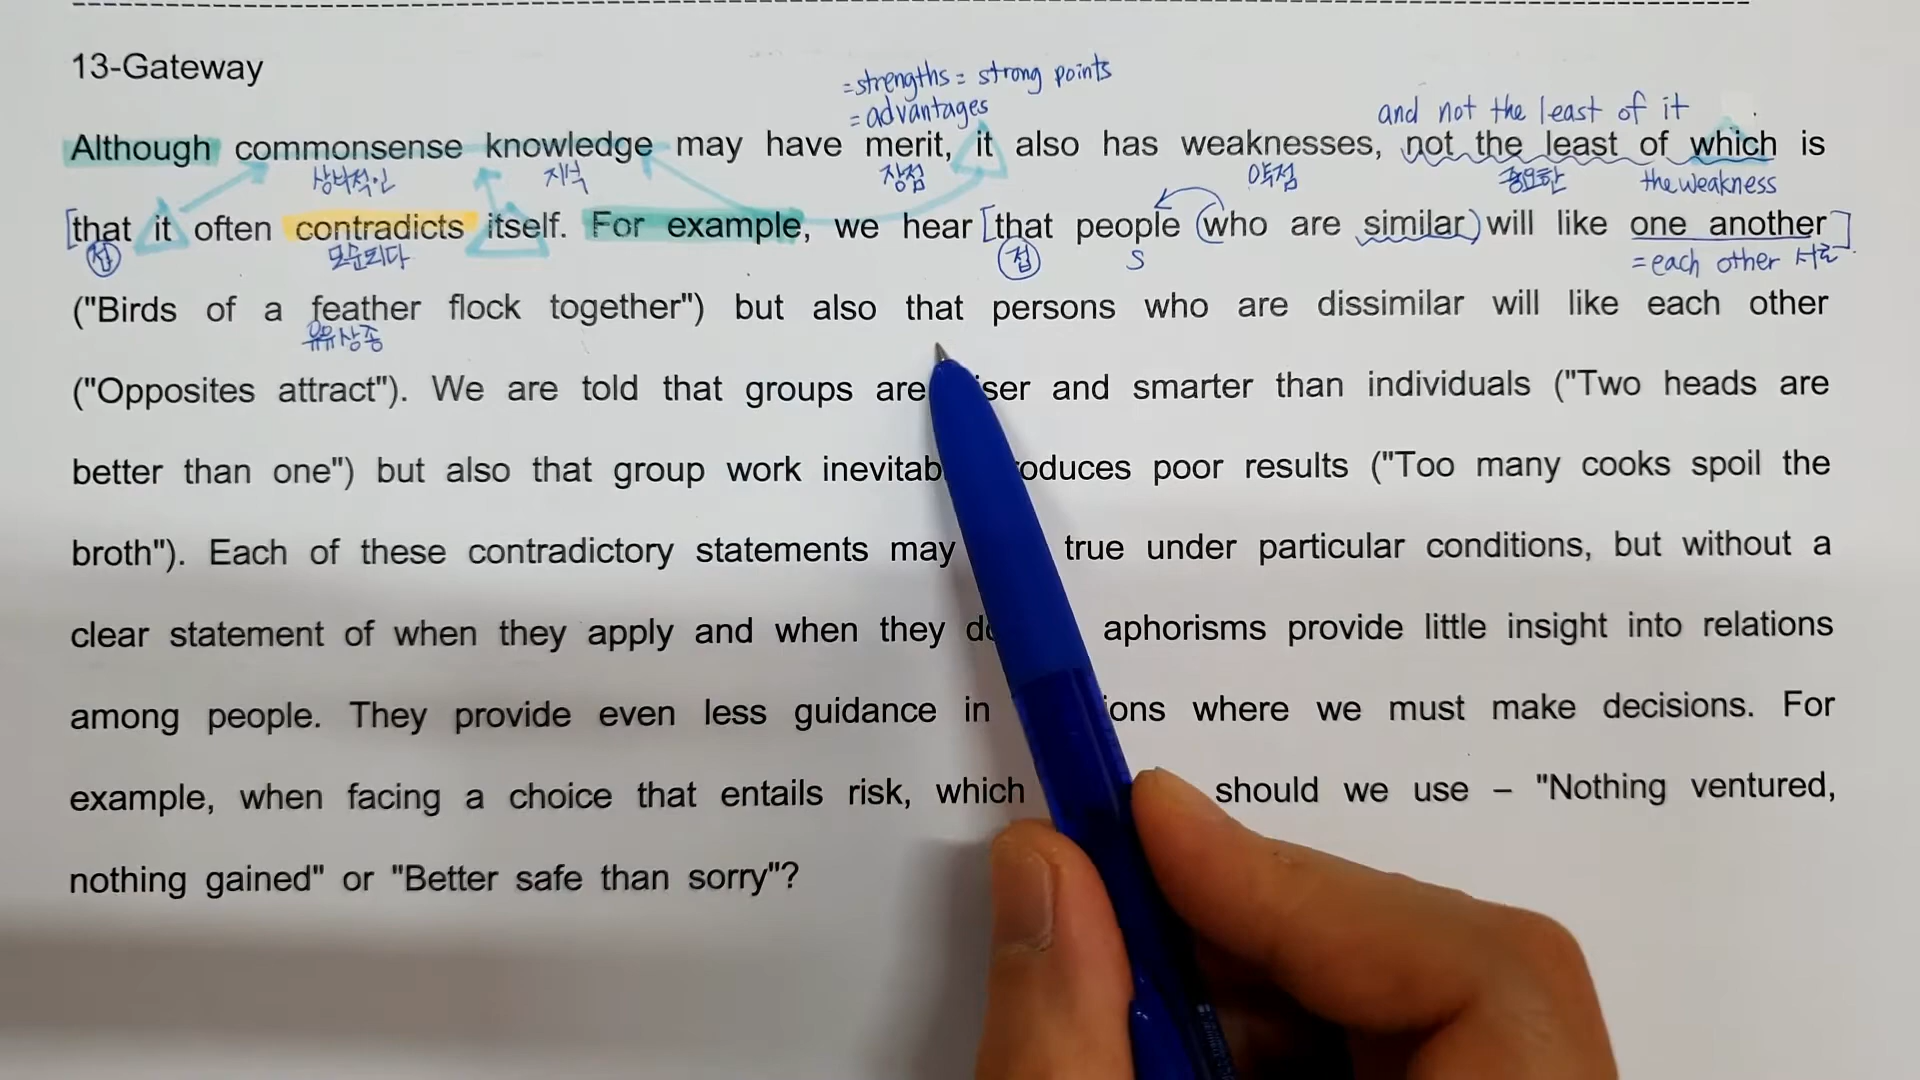 13-Gateway
=strengths = strong points
= advantages
and not the least of it
Although commonsense knowledge may have merit, it also has weaknesses, not the least of which is
상식적인 지식 장점 약점 중요한 the weakness
[that it often contradicts itself. For example, we hear [that people (who are similar) will like one another]
접 모순되다 접 S =each other 서로
("Birds of a feather flock together") but also that persons who are dissimilar will like each other
유유상종
("Opposites attract"). We are told that groups are and smarter than individuals ("Two heads are
better than one") but also that group work poor results ("Too many cooks spoil the
broth"). Each of these contradictory statements may true under particular conditions, but without a
clear statement of when they apply and when they aphorisms provide little insight into relations
among people. They provide even less guidance in where we must make decisions. For
example, when facing a choice that entails risk, which should we use – "Nothing ventured,
nothing gained" or "Better safe than sorry"?